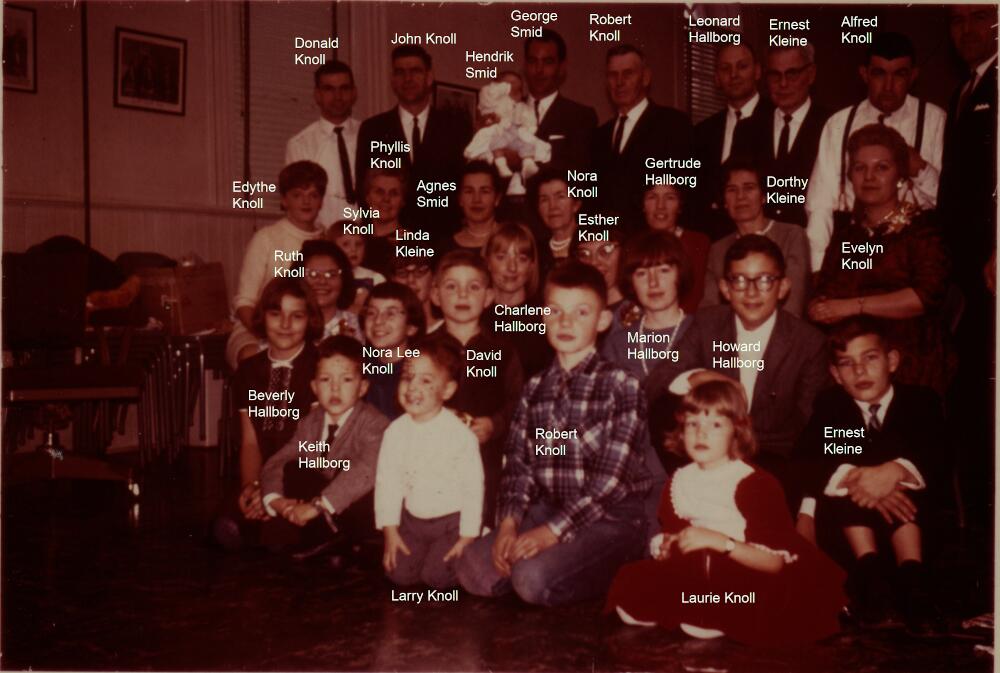 Donald
Knoll
John Knoll
Hendrik
Smid
George
Smid
Robert
Knoll
Leonard
Hallborg
Ernest
Kleine
Alfred
Knoll
Edythe
Knoll
Phyllis
Knoll
Sylvia
Knoll
Agnes
Smid
Linda
Kleine
Nora
Knoll
Esther
Knoll
Gertrude
Hallborg
Dorthy
Kleine
Evelyn
Knoll
Ruth
Knoll
Charlene
Hallborg
Marion
Hallborg
Howard
Hallborg
Nora Lee
Knoll
David
Knoll
Beverly
Hallborg
Keith
Hallborg
Robert
Knoll
Ernest
Kleine
Larry Knoll
Laurie Knoll